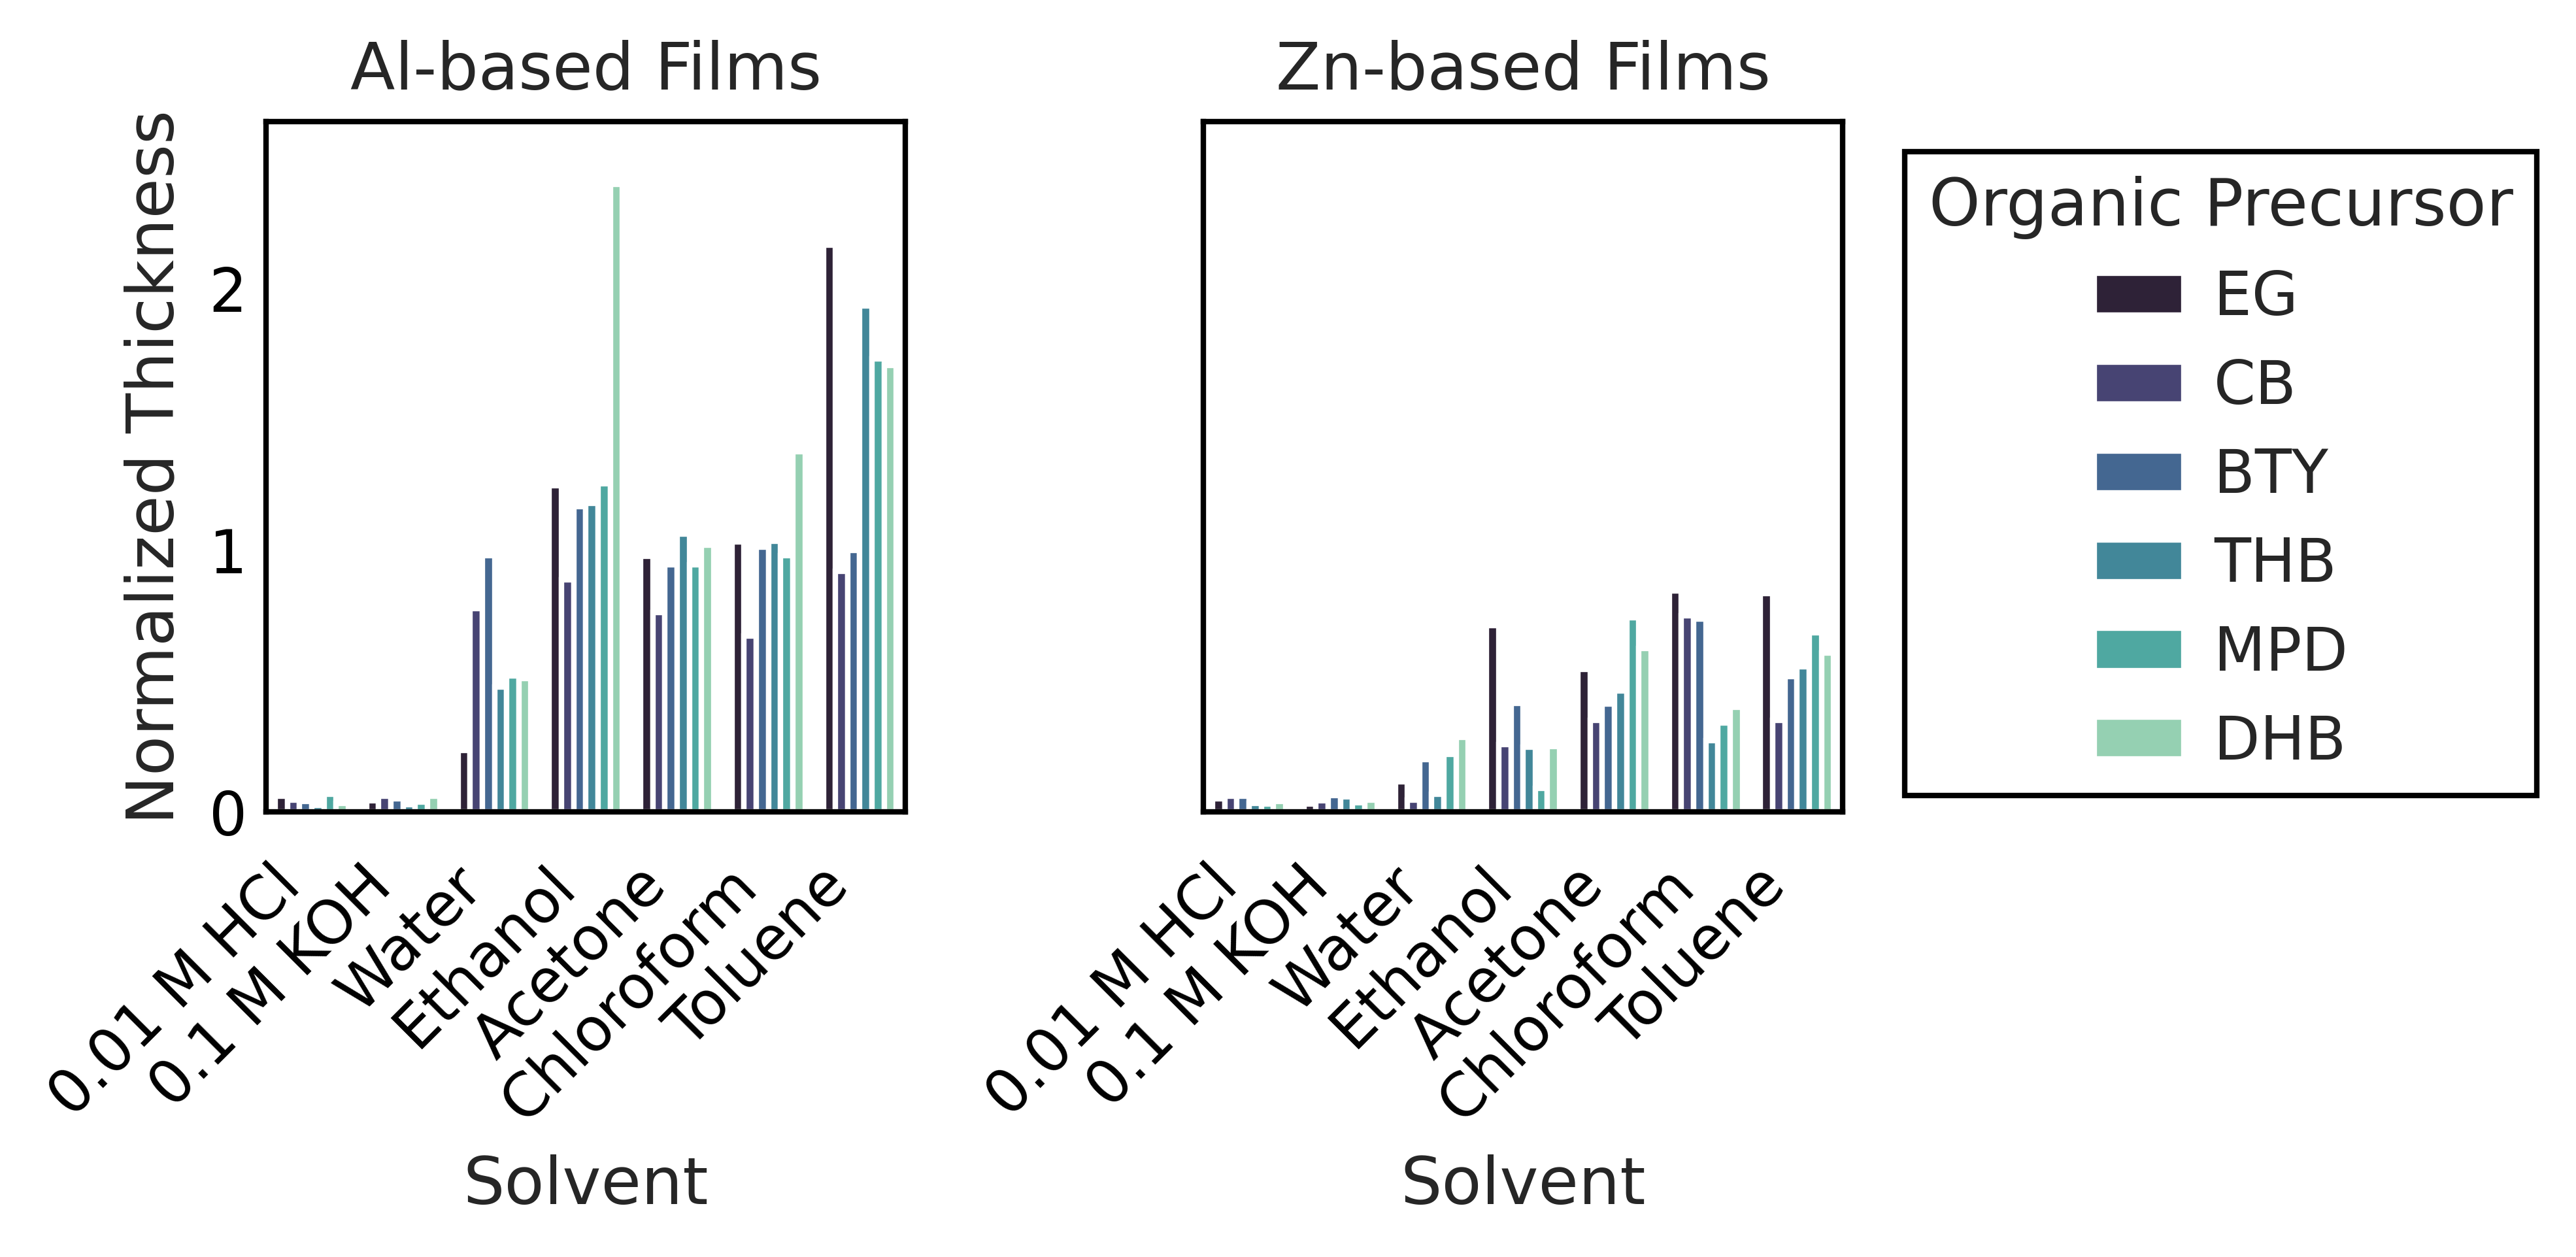 Al-based Films
Normalized Thickness
2
1
0
0.01 M HCl
0.1 M KOH
Water
Ethanol
Acetone
Chloroform
Toluene
Solvent
Zn-based Films
0.01 M HCl
0.1 M KOH
Water
Ethanol
Acetone
Chloroform
Toluene
Solvent
Organic Precursor
EG
CB
BTY
THB
MPD
DHB